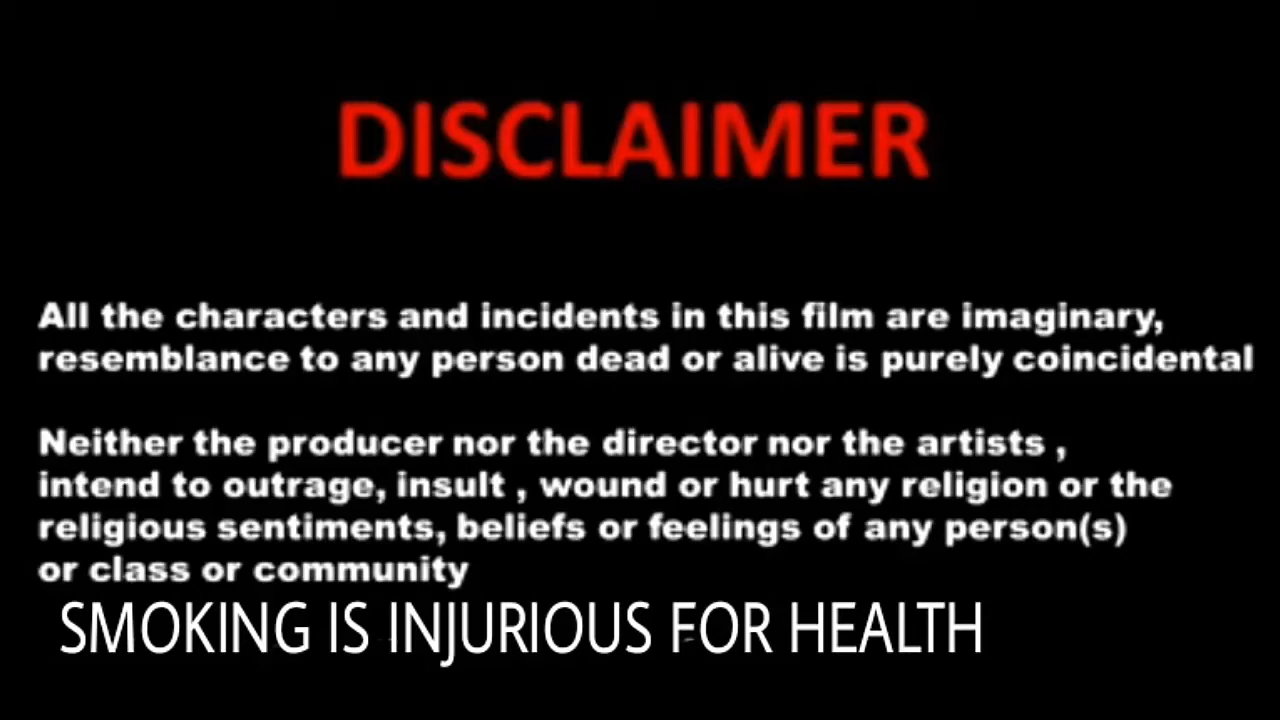 DISCLAIMER
All the characters and incidents in this film are imaginary,
resemblance to any person dead or alive is purely coincidental
Neither the producer nor the director nor the artists ,
intend to outrage, insult , wound or hurt any religion or the
religious sentiments, beliefs or feelings of any person(s)
or class or community
SMOKING IS INJURIOUS FOR HEALTH